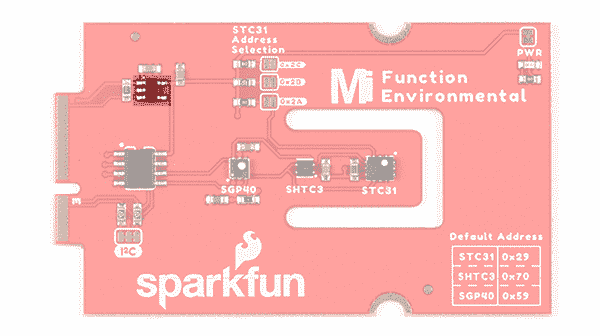 STC31
Address
Selection
0x2C
0x2B
0x2A
PWR
Mi Function
Environmental
SGP40
SHTC3
STC31
I²C
sparkfun
Default Address
STC31 0x29
SHTC3 0x70
SGP40 0x59